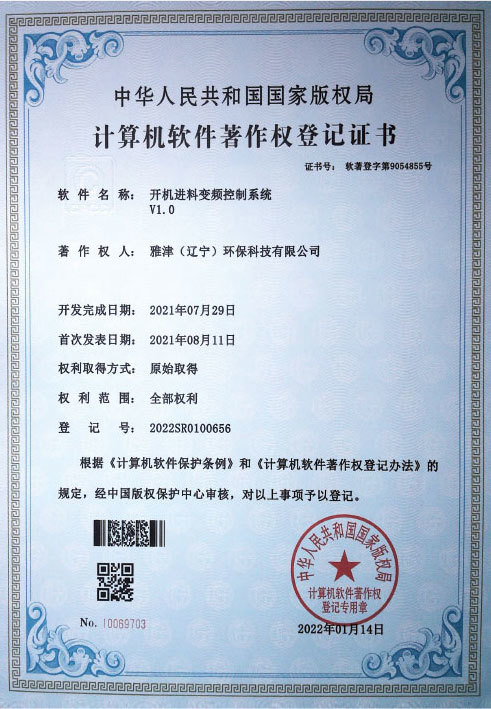 中华人民共和国国家版权局
计算机软件著作权登记证书
证书号： 软著登字第9054855号
软件名称： 开机进料变频控制系统
V1.0
著作权人： 雅津（辽宁）环保科技有限公司
开发完成日期： 2021年07月29日
首次发表日期： 2021年08月11日
权利取得方式： 原始取得
权利范围： 全部权利
登记号： 2022SR0100656
根据《计算机软件保护条例》和《计算机软件著作权登记办法》的
规定，经中国版权保护中心审核，对以上事项予以登记。
中华人民共和国国家版权局
计算机软件著作权
登记专用章
No. 10069703
2022年01月14日